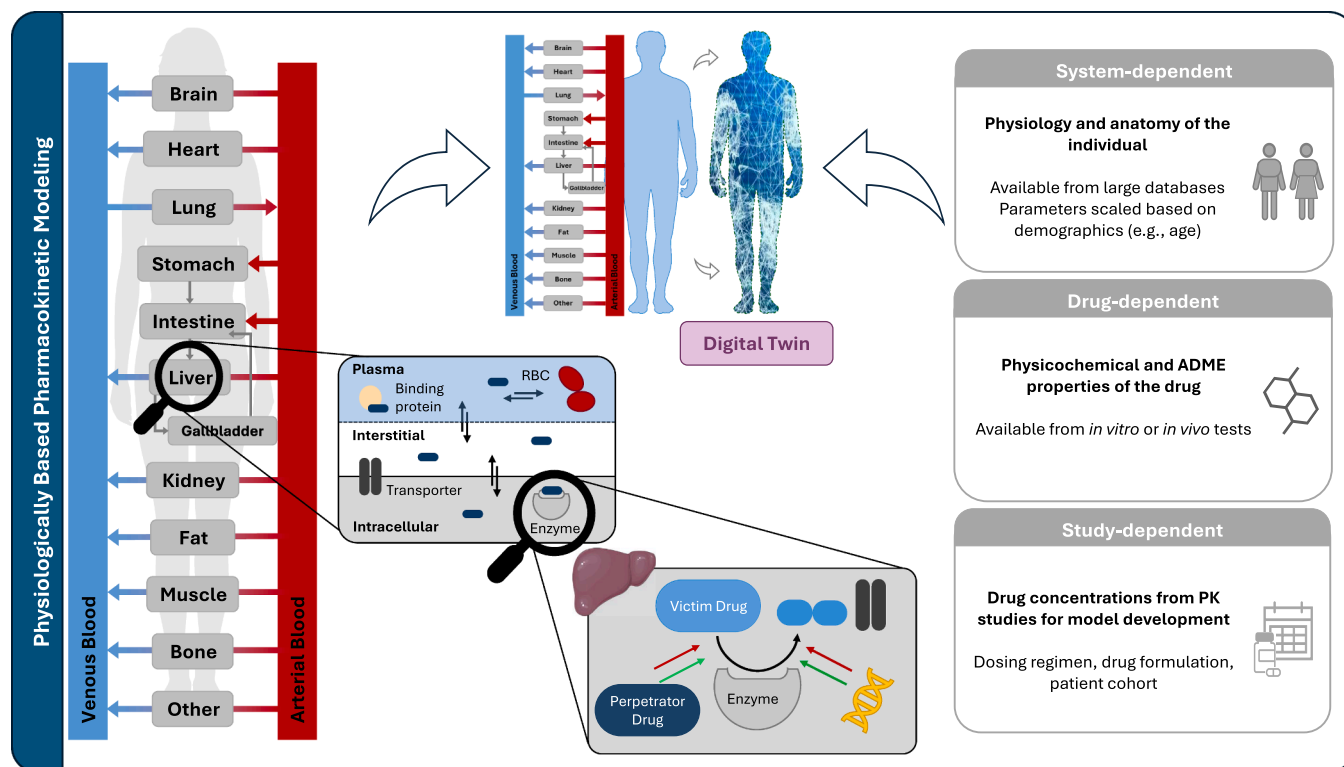 Physiologically Based Pharmacokinetic Modeling
Venous Blood
Brain
Heart
Lung
Stomach
Intestine
Liver
Gallbladder
Kidney
Fat
Muscle
Bone
Other
Arterial Blood
Plasma
Binding
protein
RBC
Interstitial
Transporter
Intracellular
Enzyme
Venous Blood
Brain
Heart
Lung
Stomach
Intestine
Liver
Gallbladder
Kidney
Fat
Muscle
Bone
Other
Arterial Blood
Digital Twin
Victim Drug
Perpetrator
Drug
Enzyme
System-dependent
Physiology and anatomy of the
individual
Available from large databases
Parameters scaled based on
demographics (e.g., age)
Drug-dependent
Physicochemical and ADME
properties of the drug
Available from in vitro or in vivo tests
Study-dependent
Drug concentrations from PK
studies for model development
Dosing regimen, drug formulation,
patient cohort